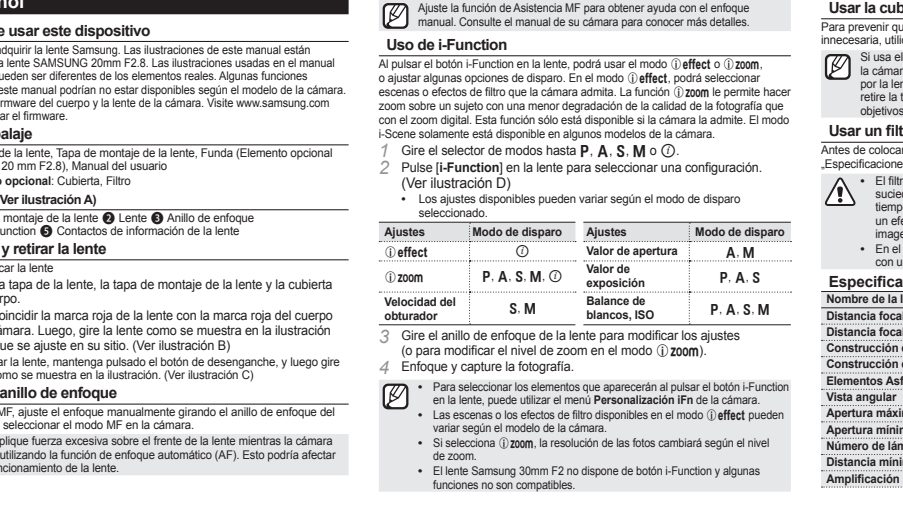 ñol
e usar este dispositivo
dquirir la lente Samsung. Las ilustraciones de este manual están
a lente SAMSUNG 20mm F2.8. Las ilustraciones usadas en el manual
ueden ser diferentes de los elementos reales. Algunas funciones
este manual podrían no estar disponibles según el modelo de la cámara.
irmware del cuerpo y la lente de la cámara. Visite www.samsung.com
ar el firmware.
balaje
de la lente, Tapa de montaje de la lente, Funda (Elemento opcional
20 mm F2.8), Manual del usuario
o opcional: Cubierta, Filtro
(Ver ilustración A)
montaje de la lente ❷ Lente ❸ Anillo de enfoque
unction ❺ Contactos de información de la lente
y retirar la lente
car la lente
a tapa de la lente, la tapa de montaje de la lente y la cubierta
rpo.
oincidir la marca roja de la lente con la marca roja del cuerpo
ámara. Luego, gire la lente como se muestra en la ilustración
que se ajuste en su sitio. (Ver ilustración B)
ar la lente, mantenga pulsado el botón de desenganche, y luego gire
omo se muestra en la ilustración. (Ver ilustración C)
anillo de enfoque
MF, ajuste el enfoque manualmente girando el anillo de enfoque del
s seleccionar el modo MF en la cámara.
plique fuerza excesiva sobre el frente de la lente mientras la cámara
utilizando la función de enfoque automático (AF). Esto podría afectar
ncionamiento de la lente.
Ajuste la función de Asistencia MF para obtener ayuda con el enfoque
manual. Consulte el manual de su cámara para conocer más detalles.
Uso de i-Function
Al pulsar el botón i-Function en la lente, podrá usar el modo ⓘ effect o ⓘ zoom,
o ajustar algunas opciones de disparo. En el modo ⓘ effect, podrá seleccionar
escenas o efectos de filtro que la cámara admita. La función ⓘ zoom le permite hacer
zoom sobre un sujeto con una menor degradación de la calidad de la fotografía que
con el zoom digital. Esta función sólo está disponible si la cámara la admite. El modo
i-Scene solamente está disponible en algunos modelos de la cámara.
1 Gire el selector de modos hasta P, A, S, M o ⓘ.
2 Pulse [i-Function] en la lente para seleccionar una configuración.
(Ver ilustración D)
• Los ajustes disponibles pueden variar según el modo de disparo
seleccionado.
Ajustes Modo de disparo Ajustes Modo de disparo
ⓘ effect ⓘ Valor de apertura A, M
ⓘ zoom P, A, S, M, ⓘ Valor de exposición P, A, S
Velocidad del obturador S, M Balance de blancos, ISO P, A, S, M
3 Gire el anillo de enfoque de la lente para modificar los ajustes
(o para modificar el nivel de zoom en el modo ⓘ zoom).
4 Enfoque y capture la fotografía.
• Para seleccionar los elementos que aparecerán al pulsar el botón i-Function
en la lente, puede utilizar el menú Personalización iFn de la cámara.
• Las escenas o los efectos de filtro disponibles en el modo ⓘ effect pueden
variar según el modelo de la cámara.
• Si selecciona ⓘ zoom, la resolución de las fotos cambiará según el nivel
de zoom.
• El lente Samsung 30mm F2 no dispone de botón i-Function y algunas
funciones no son compatibles.
Usar la cub
Para prevenir qu
innecesaria, utili
Si usa el
la cámar
por la len
retire la t
objetivos
Usar un filt
Antes de colocar
„Especificacione
• El filtr
sucied
tiemp
un efe
image
• En el
con u
Especifica
Nombre de la l
Distancia focal
Distancia focal
Construcción
Construcción
Elementos Asf
Vista angular
Apertura máxi
Apertura mínir
Número de lám
Distancia míni
Amplificación